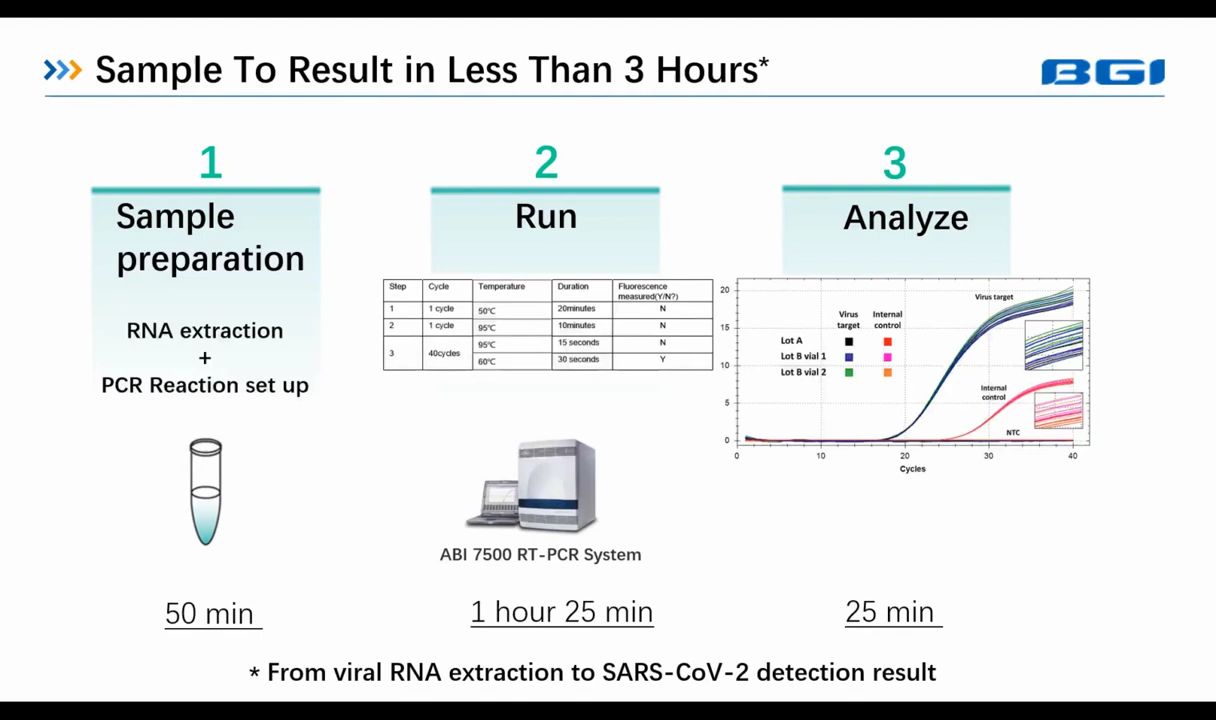 Sample To Result in Less Than 3 Hours*
BGI
1
Sample
preparation
RNA extraction
+
PCR Reaction set up
50 min
2
Run
Step Cycle Temperature Duration Fluorescence
measured(Y/N?)
1 1 cycle 50℃ 20minutes N
2 1 cycle 95℃ 10minutes N
3 40cycles 95℃ 15 seconds N
60℃ 30 seconds Y
ABI 7500 RT-PCR System
1 hour 25 min
3
Analyze
20
15
10
5
0
Virus target
Virus
target
Internal
control
Lot A
Lot B vial 1
Lot B vial 2
Internal
control
NTC
0 10 20 30 40
Cycles
25 min
* From viral RNA extraction to SARS-CoV-2 detection result